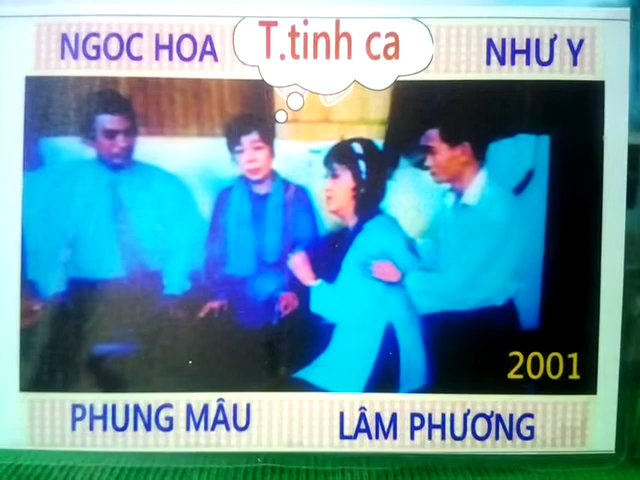 NGOC HOA
T.tinh ca
NHƯ Y
2001
PHUNG MÂU
LÂM PHƯƠNG